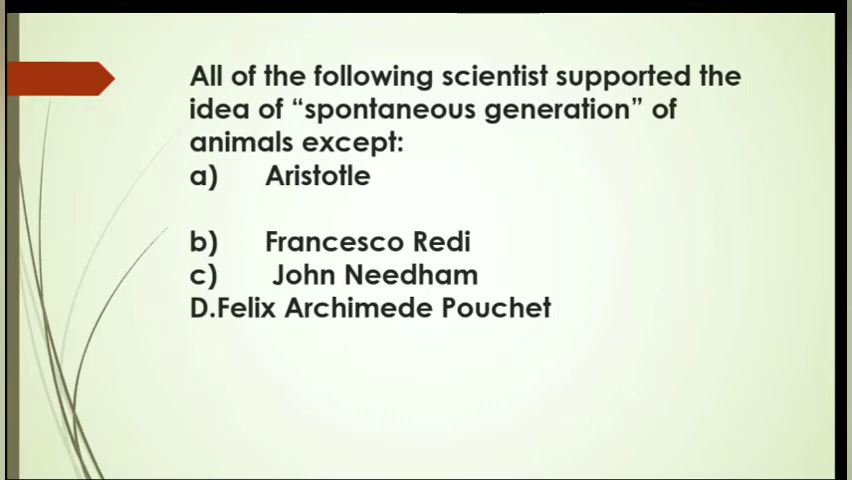 All of the following scientist supported the
idea of “spontaneous generation” of
animals except:
a) Aristotle
b) Francesco Redi
c) John Needham
D.Felix Archimede Pouchet